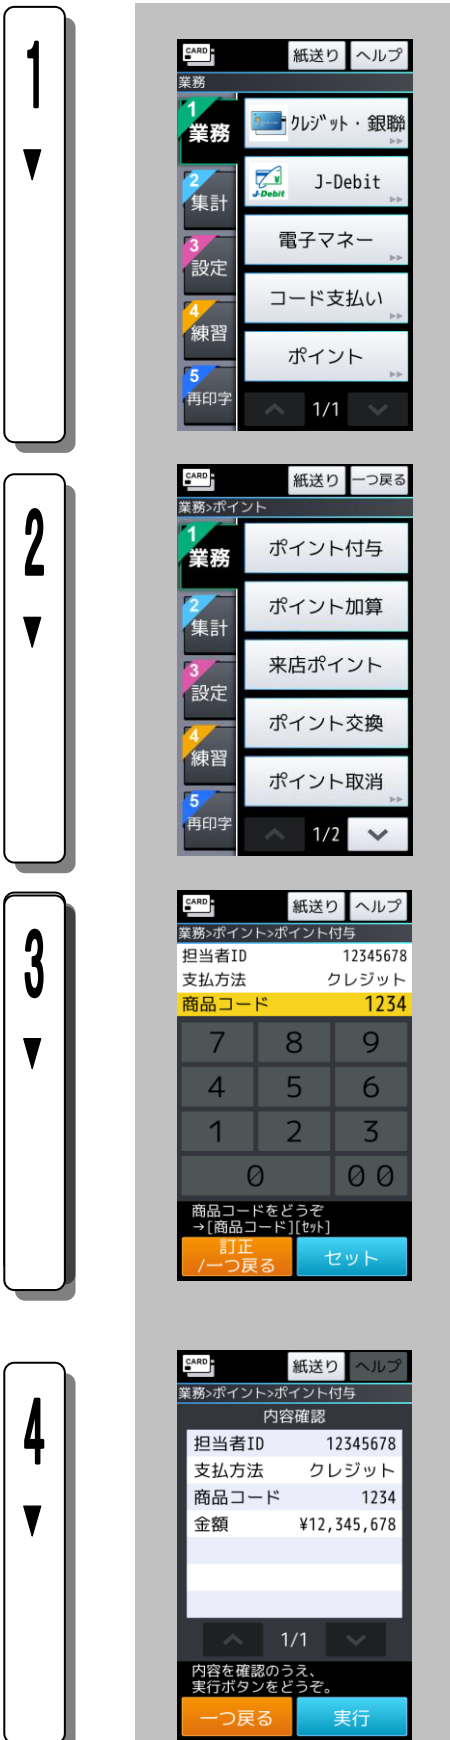 1
CARD
紙送り ヘルプ
業務
1
業務
クレジット・銀聯
2
集計
J-Debit
J-Debit
3
設定
電子マネー
4
練習
コード支払い
5
再印字
ポイント
1/1
2
CARD
紙送り 一つ戻る
業務>ポイント
1
業務
ポイント付与
2
集計
ポイント加算
3
設定
来店ポイント
4
練習
ポイント交換
5
再印字
ポイント取消
1/2
3
CARD
紙送り ヘルプ
業務>ポイント>ポイント付与
担当者ID 12345678
支払方法 クレジット
商品コード 1234
7 8 9
4 5 6
1 2 3
0 00
商品コードをどうぞ
→[商品コード][セット]
訂正
/一つ戻る
セット
4
CARD
紙送り ヘルプ
業務>ポイント>ポイント付与
内容確認
担当者ID 12345678
支払方法 クレジット
商品コード 1234
金額 ¥12,345,678
1/1
内容を確認のうえ、
実行ボタンをどうぞ。
一つ戻る 実行